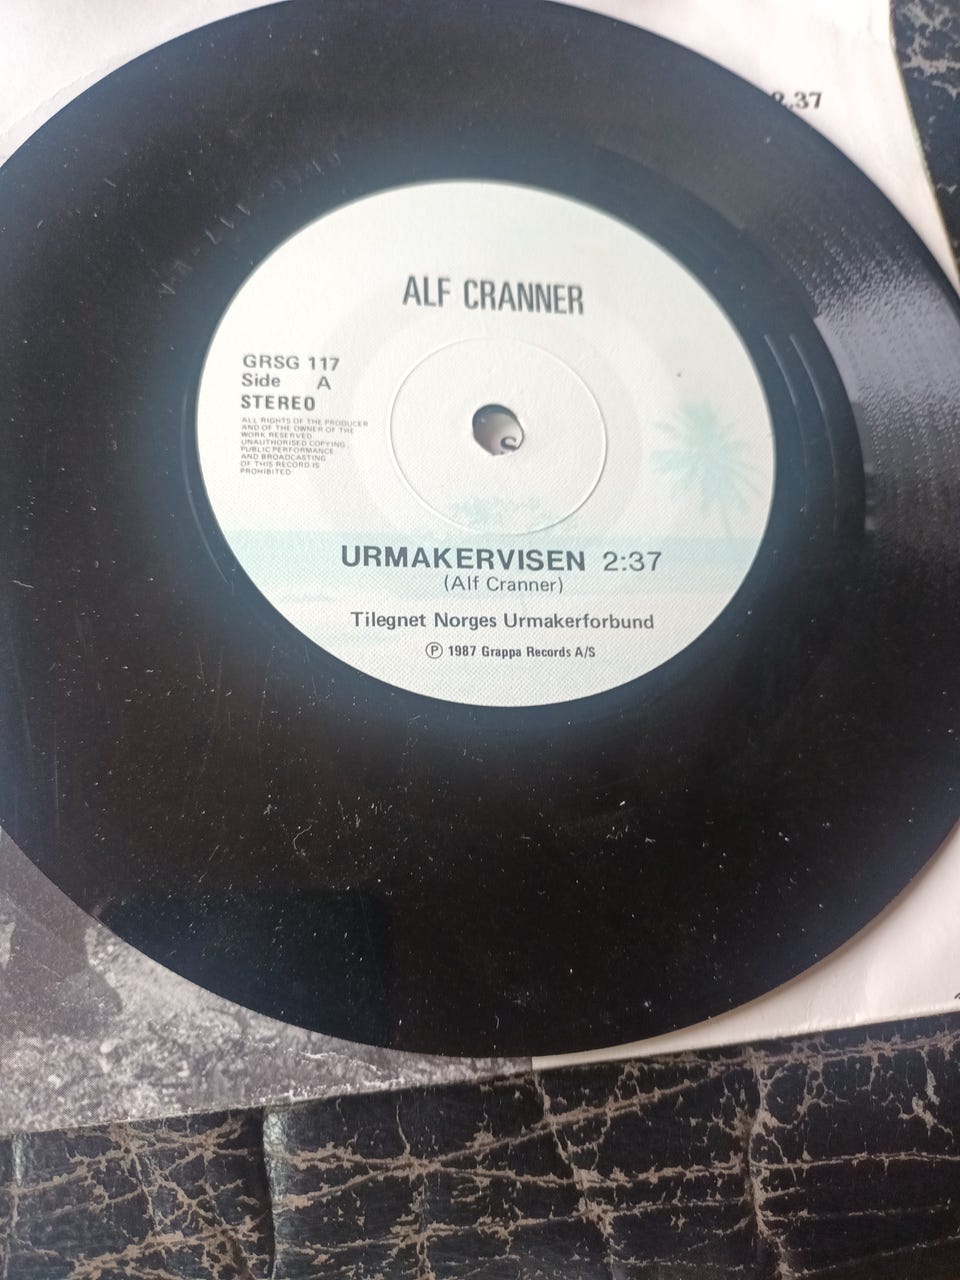 2.37
ALF CRANNER
GRSG 117
Side A
STEREO
ALL RIGHTS OF THE PRODUCER
AND OF THE OWNER OF THE
WORK RESERVED
UNAUTHORISED COPYING
PUBLIC PERFORMANCE
AND BROADCASTING
OF THIS RECORD IS
PROHIBITED
URMAKERVISEN 2:37
(Alf Cranner)
Tilegnet Norges Urmakerforbund
Ⓟ 1987 Grappa Records A/S